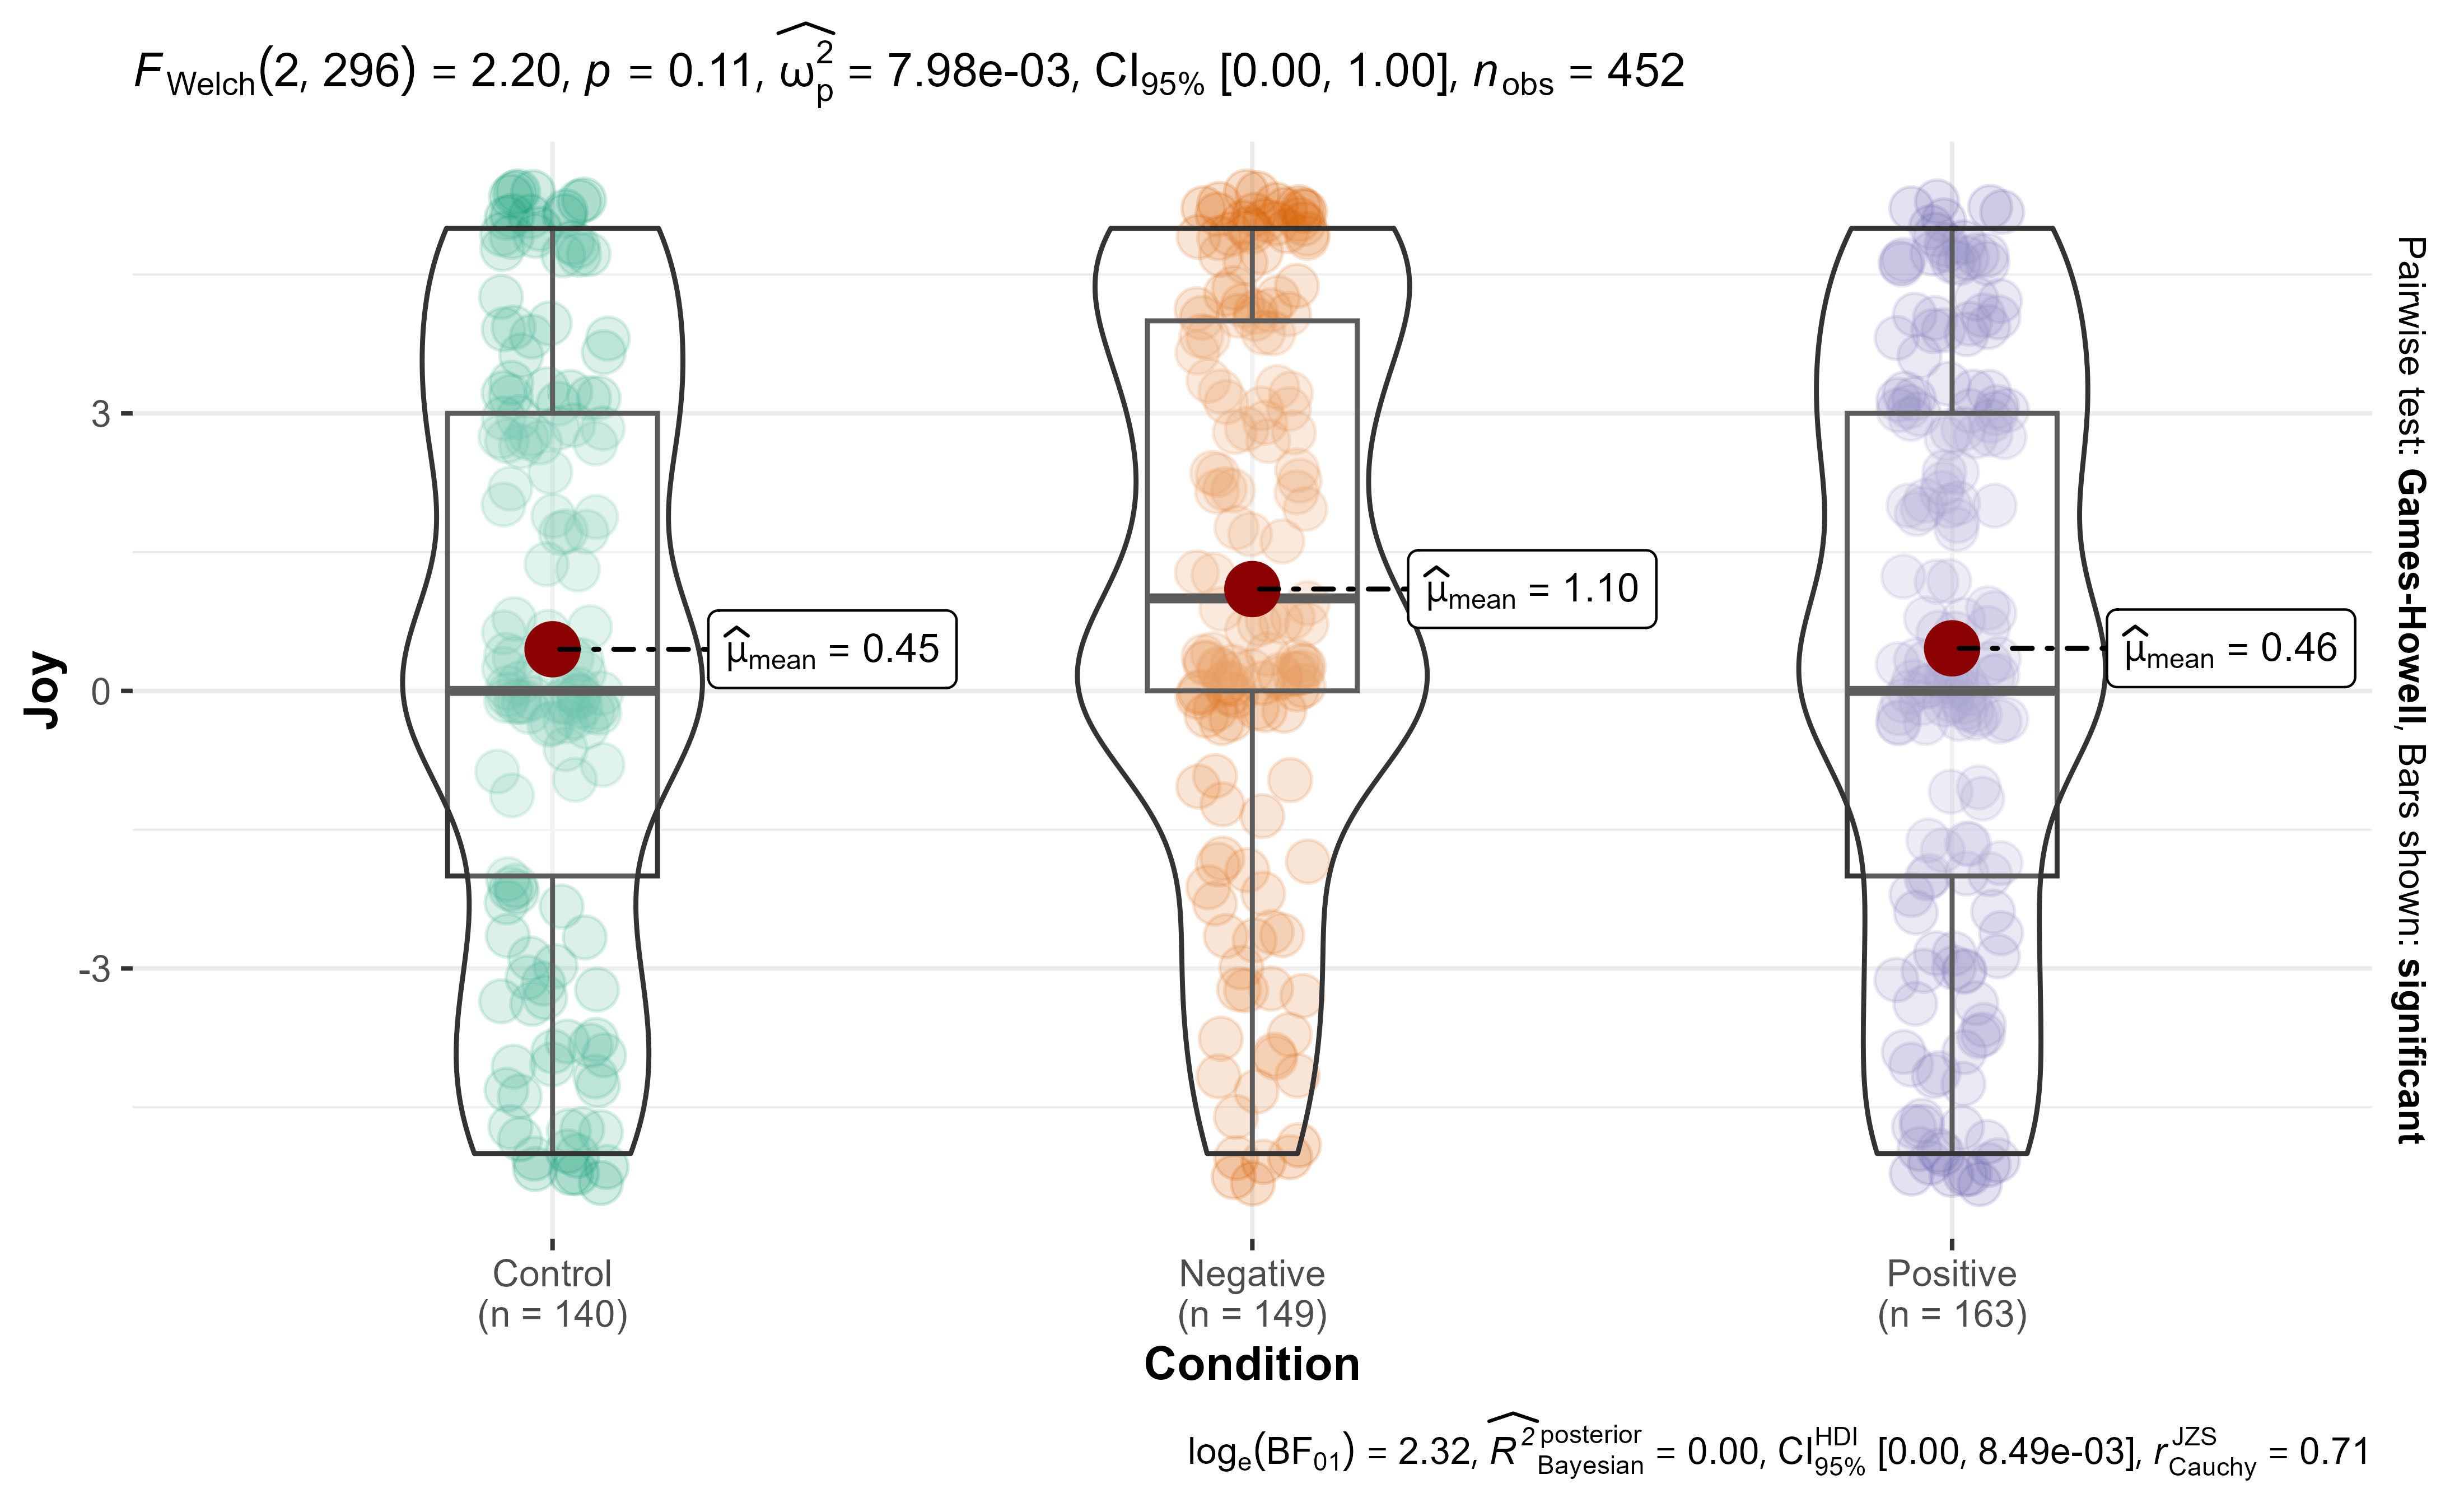 F_Welch(2, 296) = 2.20, p = 0.11, ω̂²_p = 7.98e-03, CI_95% [0.00, 1.00], n_obs = 452
Joy
3
0
-3
μ̂_mean = 0.45
μ̂_mean = 1.10
μ̂_mean = 0.46
Pairwise test: Games-Howell, Bars shown: significant
Control
(n = 140)
Negative
(n = 149)
Positive
(n = 163)
Condition
log_e(BF_01) = 2.32, R̂²^posterior_Bayesian = 0.00, CI^HDI_95% [0.00, 8.49e-03], r^JZS_Cauchy = 0.71